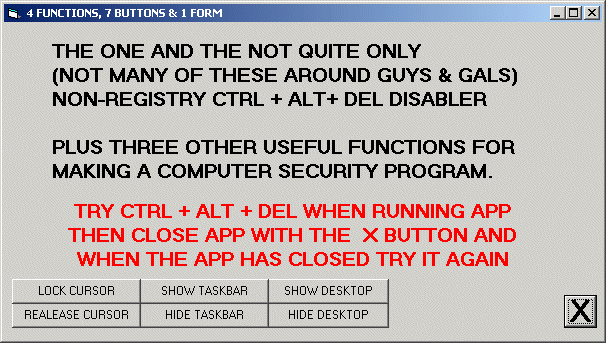 4 FUNCTIONS, 7 BUTTONS & 1 FORM
THE ONE AND THE NOT QUITE ONLY
(NOT MANY OF THESE AROUND GUYS & GALS)
NON-REGISTRY CTRL + ALT+ DEL DISABLER
PLUS THREE OTHER USEFUL FUNCTIONS FOR
MAKING A COMPUTER SECURITY PROGRAM.
TRY CTRL + ALT + DEL WHEN RUNNING APP
THEN CLOSE APP WITH THE X BUTTON AND
WHEN THE APP HAS CLOSED TRY IT AGAIN
LOCK CURSOR SHOW TASKBAR SHOW DESKTOP
REALEASE CURSOR HIDE TASKBAR HIDE DESKTOP
X